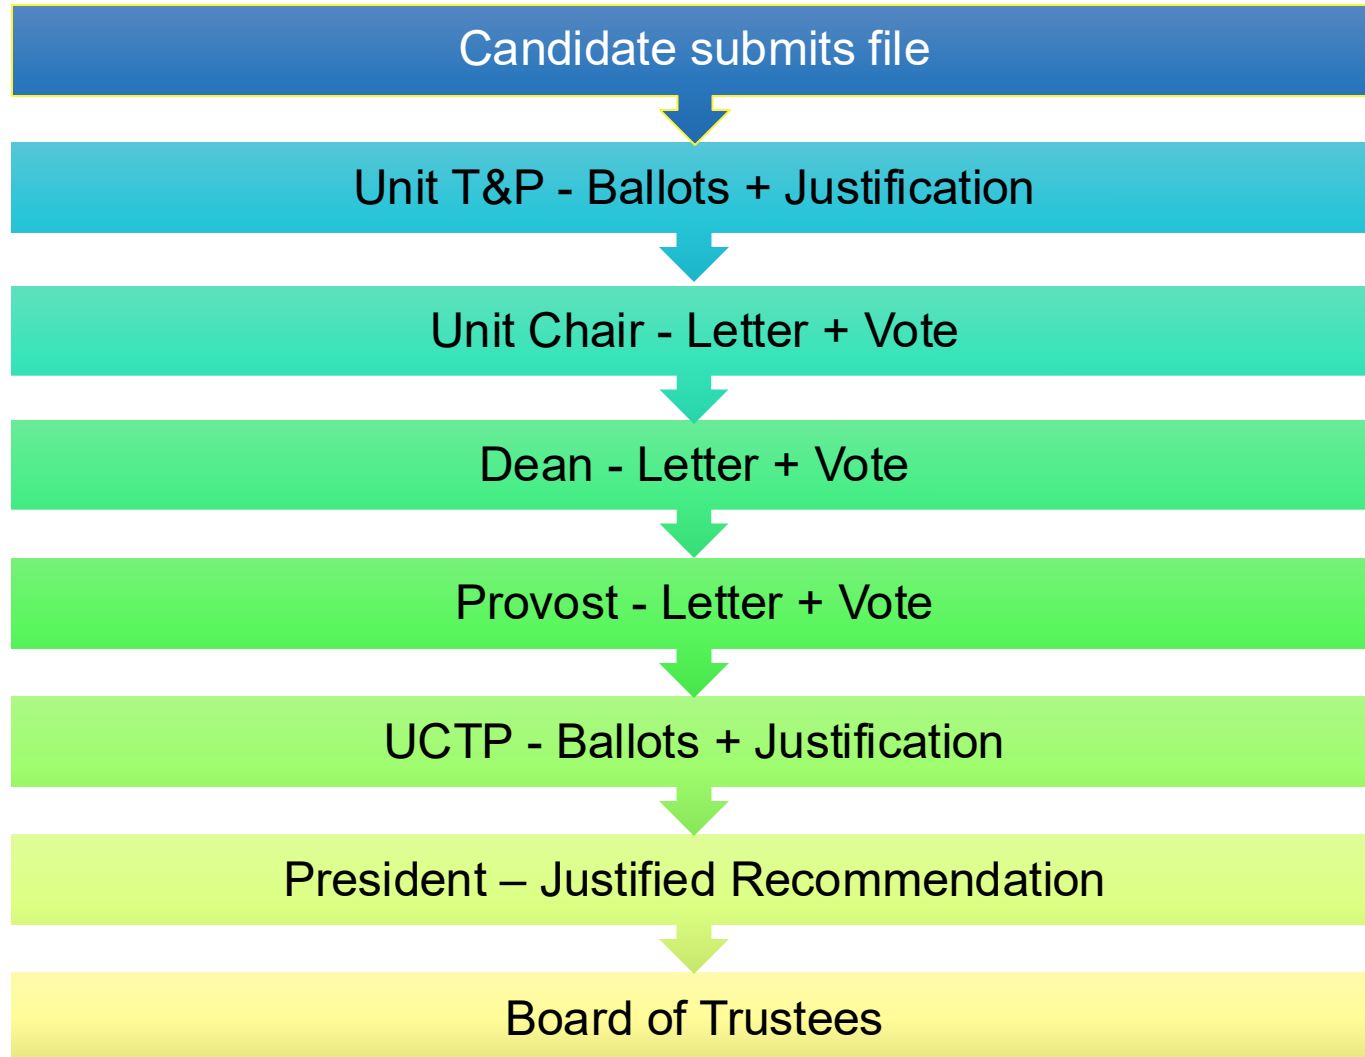 Candidate submits file
Unit T&P - Ballots + Justification
Unit Chair - Letter + Vote
Dean - Letter + Vote
Provost - Letter + Vote
UCTP - Ballots + Justification
President – Justified Recommendation
Board of Trustees